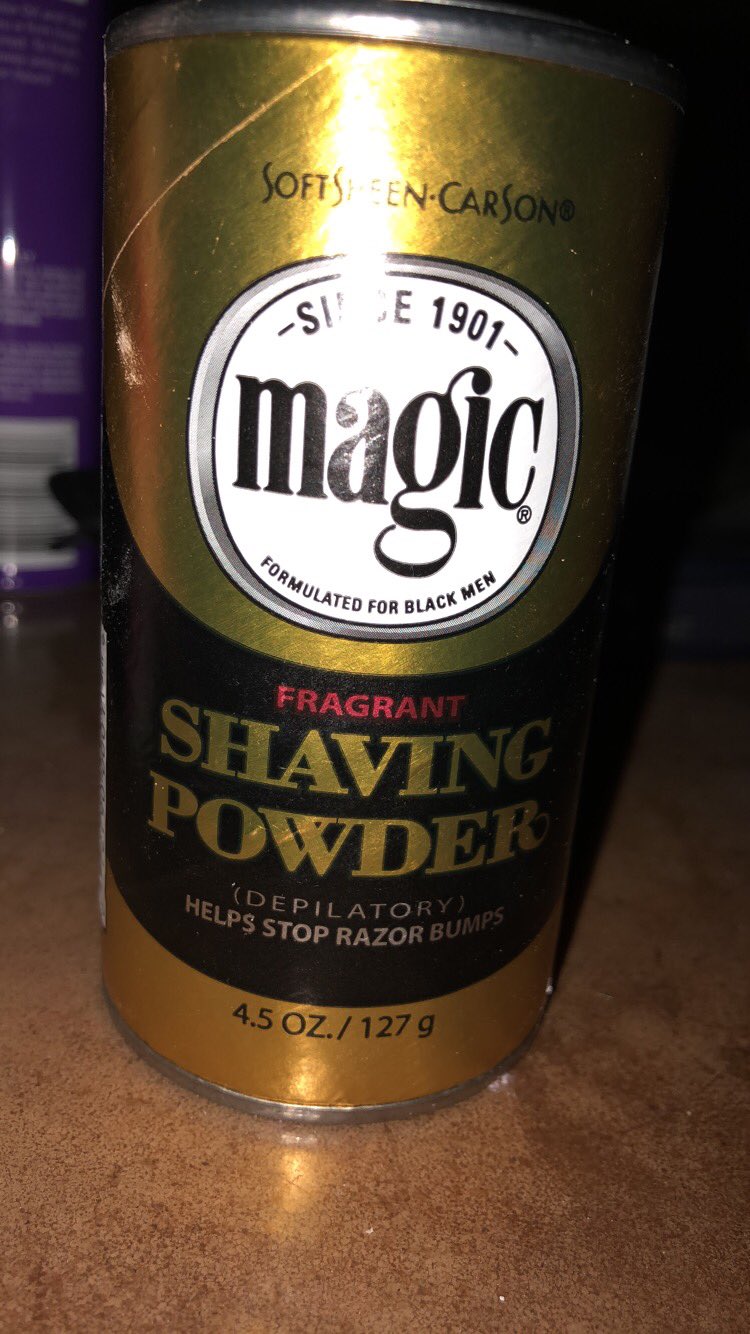 SOFTSHEEN·CARSON®
-SINCE 1901-
magic®
FORMULATED FOR BLACK MEN
FRAGRANT
SHAVING
POWDER
(DEPILATORY)
HELPS STOP RAZOR BUMPS
4.5 OZ./127 g